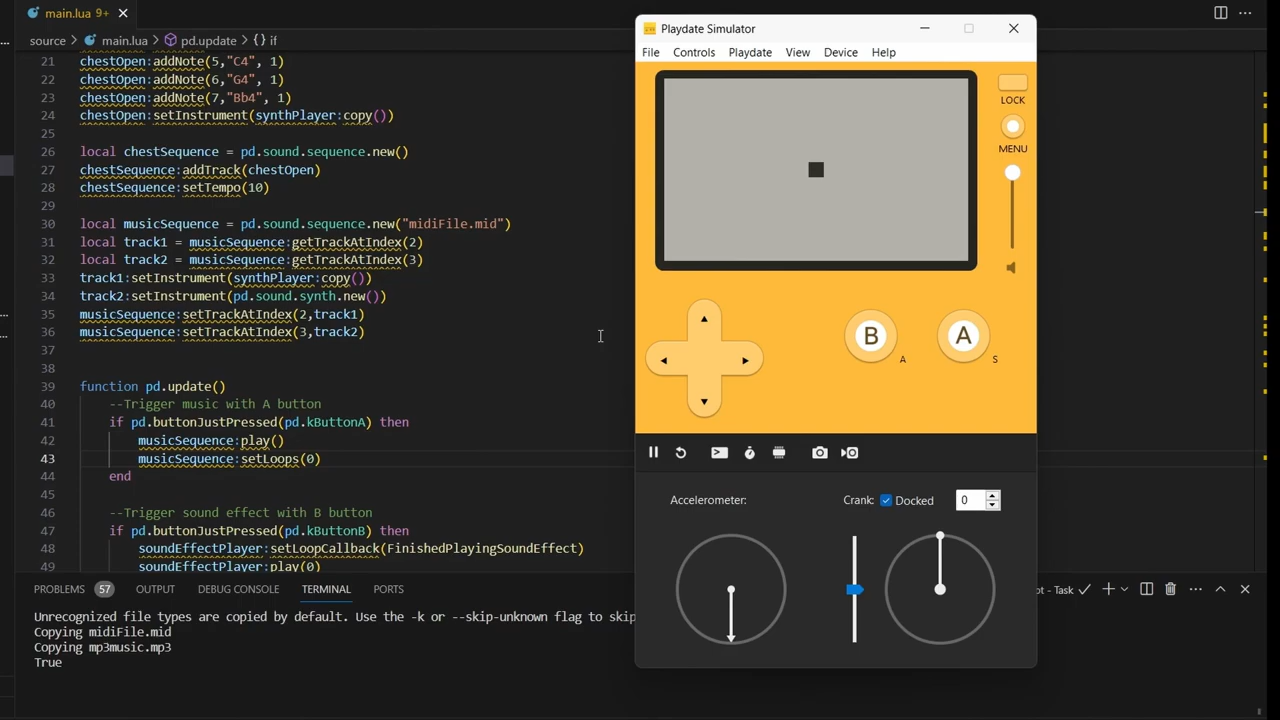 main.lua 9+
source > main.lua > pd.update > {} if
21 chestOpen:addNote(5,"C4", 1)
22 chestOpen:addNote(6,"G4", 1)
23 chestOpen:addNote(7,"Bb4", 1)
24 chestOpen:setInstrument(synthPlayer:copy())
25
26 local chestSequence = pd.sound.sequence.new()
27 chestSequence:addTrack(chestOpen)
28 chestSequence:setTempo(10)
29
30 local musicSequence = pd.sound.sequence.new("midiFile.mid")
31 local track1 = musicSequence:getTrackAtIndex(2)
32 local track2 = musicSequence:getTrackAtIndex(3)
33 track1:setInstrument(synthPlayer:copy())
34 track2:setInstrument(pd.sound.synth.new())
35 musicSequence:setTrackAtIndex(2,track1)
36 musicSequence:setTrackAtIndex(3,track2)
37
38
39 function pd.update()
40 --Trigger music with A button
41 if pd.buttonJustPressed(pd.kButtonA) then
42 musicSequence:play()
43 musicSequence:setLoops(0)
44 end
45
46 --Trigger sound effect with B button
47 if pd.buttonJustPressed(pd.kButtonB) then
48 soundEffectPlayer:setLoopCallback(FinishedPlayingSoundEffect)
49 soundEffectPlayer:play(0)
PROBLEMS 57 OUTPUT DEBUG CONSOLE TERMINAL PORTS
ot - Task
Unrecognized file types are copied by default. Use the -k or --skip-unknown flag to skip
Copying midiFile.mid
Copying mp3music.mp3
True
Playdate Simulator
File Controls Playdate View Device Help
LOCK
MENU
B A
A S
Accelerometer: Crank: Docked 0